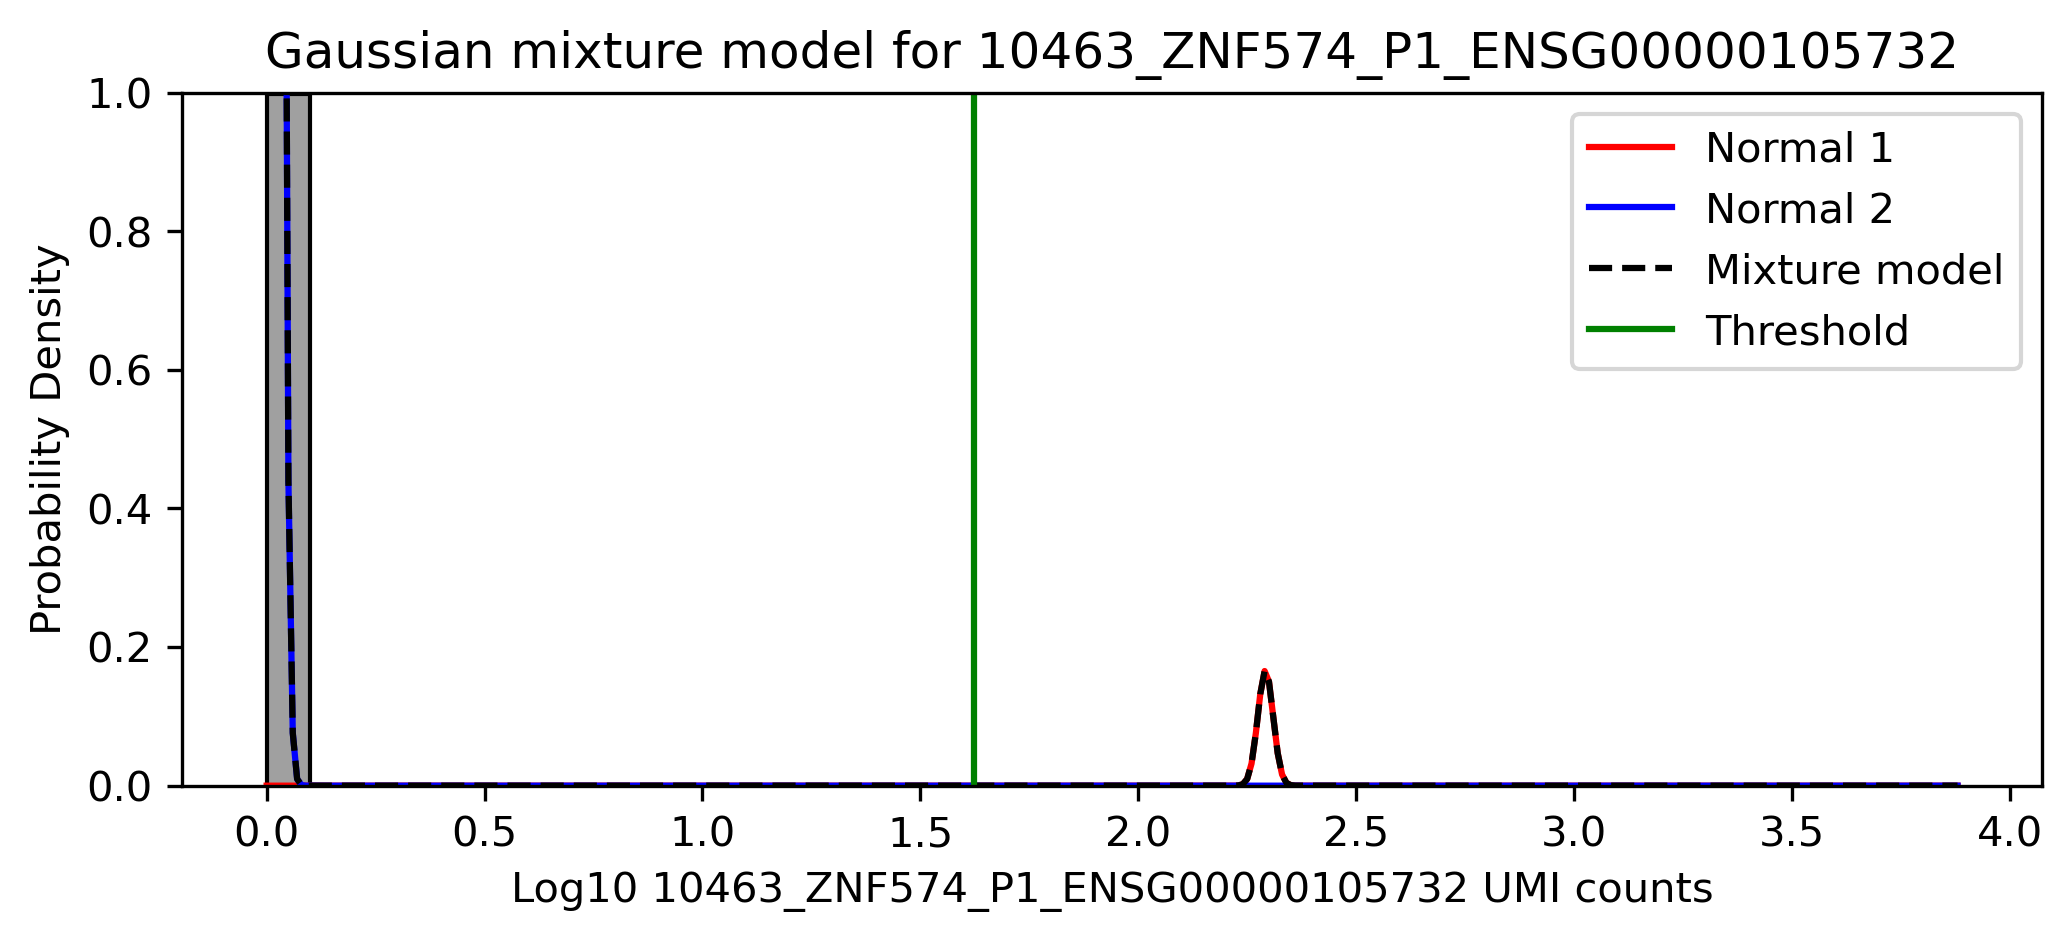 Gaussian mixture model for 10463_ZNF574_P1_ENSG00000105732
Probability Density
1.0
0.8
0.6
0.4
0.2
0.0
Normal 1
Normal 2
Mixture model
Threshold
0.0 0.5 1.0 1.5 2.0 2.5 3.0 3.5 4.0
Log10 10463_ZNF574_P1_ENSG00000105732 UMI counts